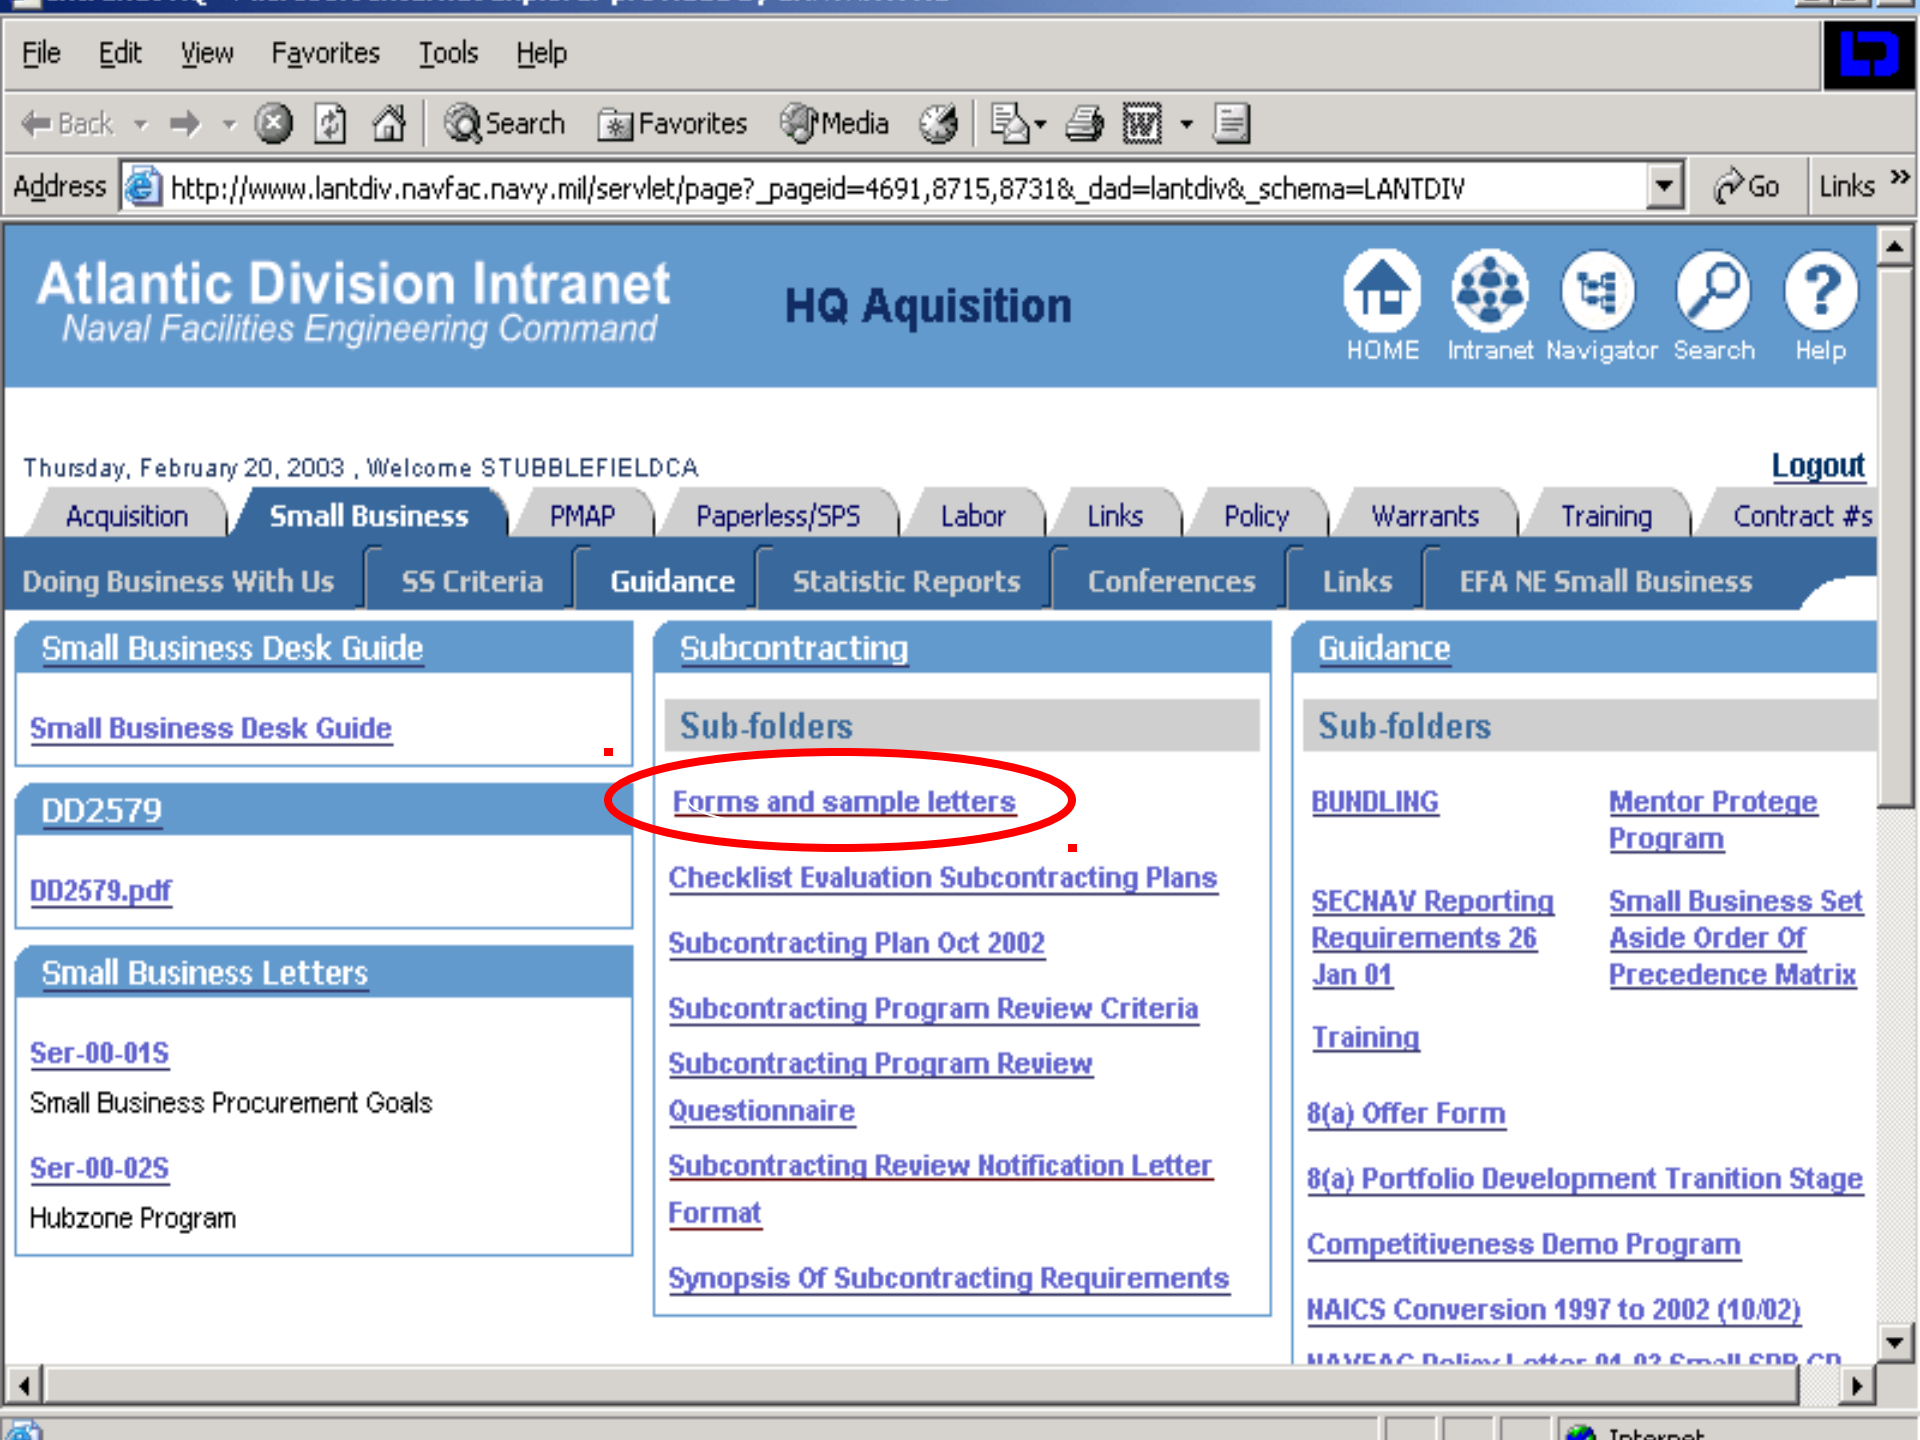 File Edit View Favorites Tools Help
Back Search Favorites Media
Address http://www.lantdiv.navfac.navy.mil/servlet/page?_pageid=4691,8715,8731&_dad=lantdiv&_schema=LANTDIV Go Links »
Atlantic Division Intranet
Naval Facilities Engineering Command
HQ Aquisition
HOME Intranet Navigator Search Help
Thursday, February 20, 2003 , Welcome STUBBLEFIELDCA
Logout
Acquisition Small Business PMAP Paperless/SPS Labor Links Policy Warrants Training Contract #s
Doing Business With Us SS Criteria Guidance Statistic Reports Conferences Links EFA NE Small Business
Small Business Desk Guide
Small Business Desk Guide
DD2579
DD2579.pdf
Small Business Letters
Ser-00-01S
Small Business Procurement Goals
Ser-00-02S
Hubzone Program
Subcontracting
Sub-folders
Forms and sample letters
Checklist Evaluation Subcontracting Plans
Subcontracting Plan Oct 2002
Subcontracting Program Review Criteria
Subcontracting Program Review
Questionnaire
Subcontracting Review Notification Letter
Format
Synopsis Of Subcontracting Requirements
Guidance
Sub-folders
BUNDLING
Mentor Protege
Program
SECNAV Reporting
Requirements 26
Jan 01
Small Business Set
Aside Order Of
Precedence Matrix
Training
8(a) Offer Form
8(a) Portfolio Development Tranition Stage
Competitiveness Demo Program
NAICS Conversion 1997 to 2002 (10/02)
NAVFAC Policy Letter
Internet